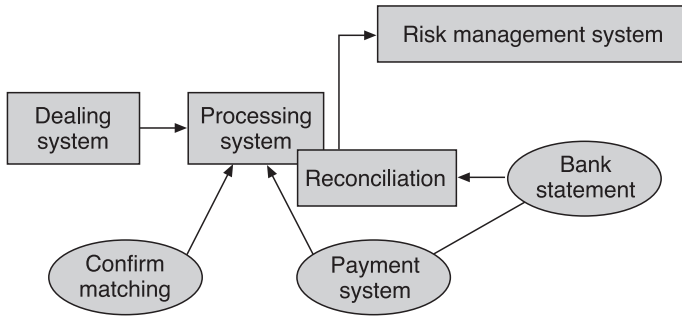 Risk management system
Dealing
system
Processing
system
Reconciliation
Bank
statement
Confirm
matching
Payment
system